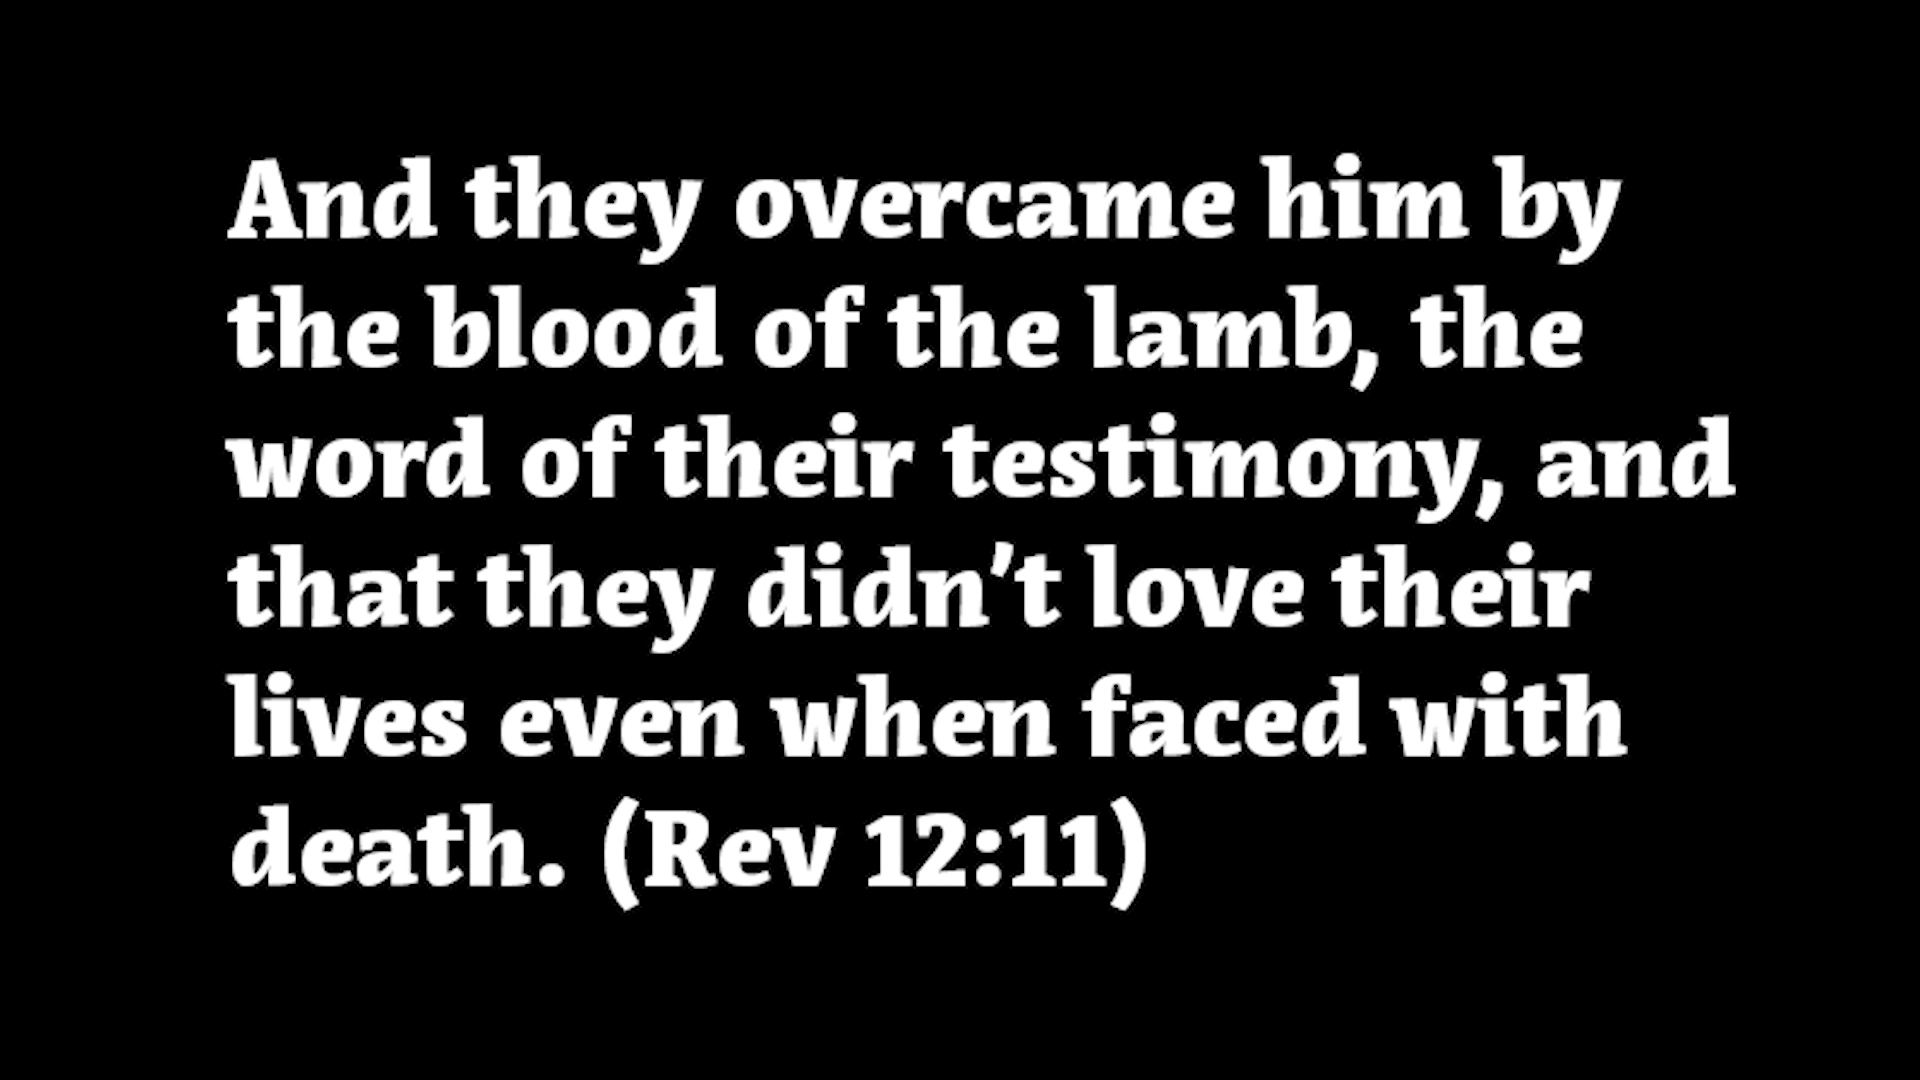 And they overcame him by
the blood of the lamb, the
word of their testimony, and
that they didn’t love their
lives even when faced with
death. (Rev 12:11)